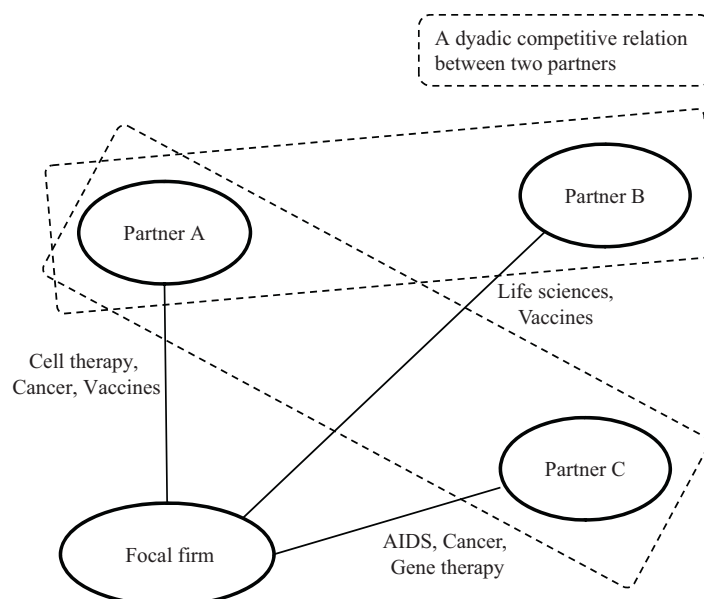 A dyadic competitive relation
between two partners
Partner B
Partner A
Life sciences,
Vaccines
Cell therapy,
Cancer, Vaccines
Partner C
AIDS, Cancer,
Gene therapy
Focal firm